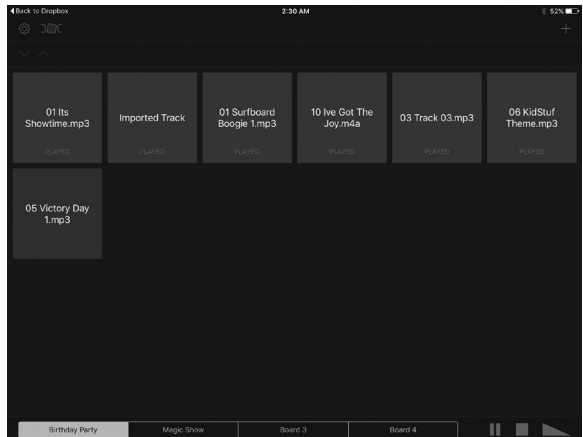 Back to Dropbox
2:30 AM
52%
01 Its
Showtime.mp3
PLAYED
Imported Track
PLAYED
01 Surfboard
Boogie 1.mp3
PLAYED
10 Ive Got The
Joy.m4a
PLAYED
03 Track 03.mp3
PLAYED
06 KidStuf
Theme.mp3
PLAYED
05 Victory Day
1.mp3
Birthday Party
Magic Show
Board 3
Board 4